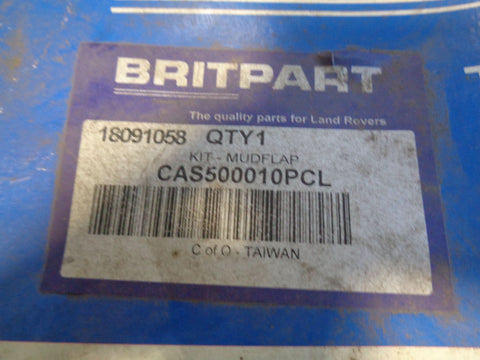 BRITPART
The quality parts for Land Rovers
18091058 QTY1
KIT - MUDFLAP
CAS500010PCL
C of O - TAIWAN